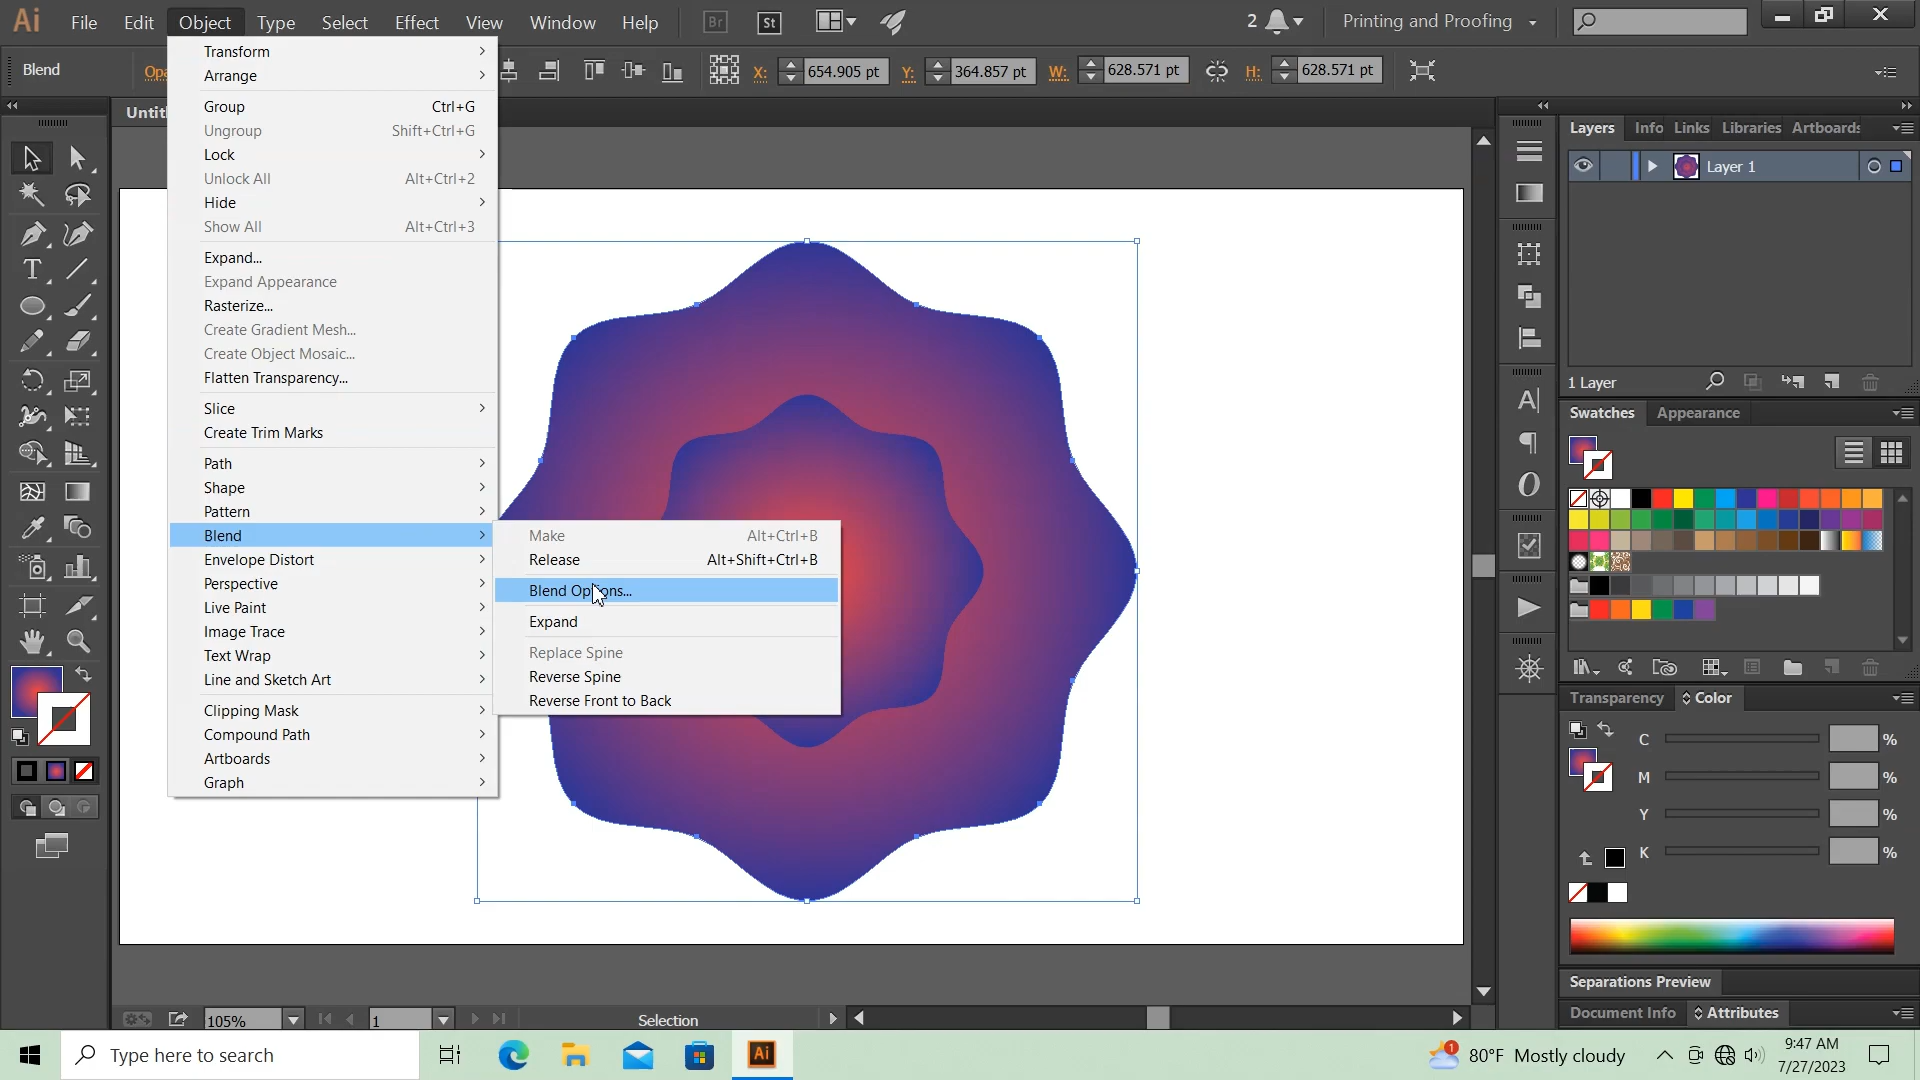 Ai File Edit Object Type Select Effect View Window Help Br St 2 Printing and Proofing
Blend Opa X: 654.905 pt Y: 364.857 pt W: 628.571 pt H: 628.571 pt
Untit
Transform
Arrange
Group Ctrl+G
Ungroup Shift+Ctrl+G
Lock
Unlock All Alt+Ctrl+2
Hide
Show All Alt+Ctrl+3
Expand...
Expand Appearance
Rasterize...
Create Gradient Mesh...
Create Object Mosaic...
Flatten Transparency...
Slice
Create Trim Marks
Path
Shape
Pattern
Blend
Envelope Distort
Perspective
Live Paint
Image Trace
Text Wrap
Line and Sketch Art
Clipping Mask
Compound Path
Artboards
Graph
Make Alt+Ctrl+B
Release Alt+Shift+Ctrl+B
Blend Options...
Expand
Replace Spine
Reverse Spine
Reverse Front to Back
Layers Info Links Libraries Artboards
Layer 1
1 Layer
Swatches Appearance
Transparency Color
C %
M %
Y %
K %
Separations Preview
Document Info Attributes
105% 1 Selection
Type here to search
Ai
1 80°F Mostly cloudy
9:47 AM
7/27/2023